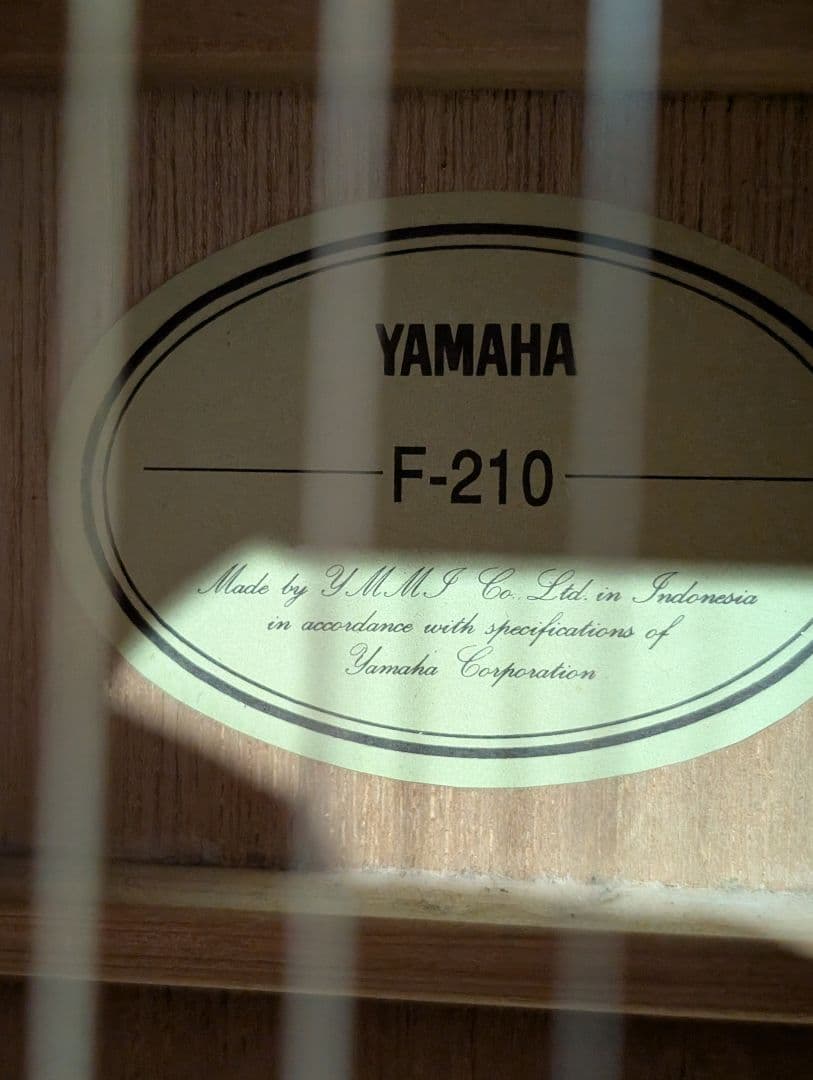 YAMAHA
F-210
Made by YMMI Co. Ltd. in Indonesia
in accordance with specifications of
Yamaha Corporation